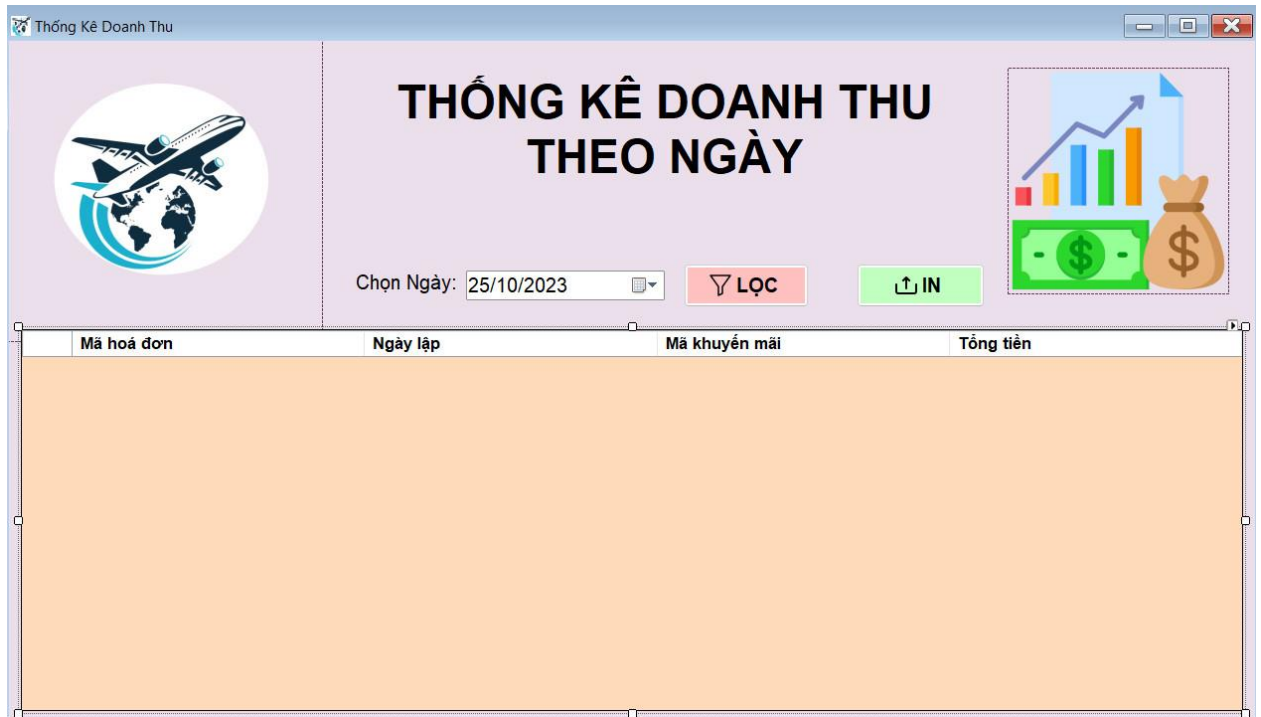 Thống Kê Doanh Thu
THỐNG KÊ DOANH THU
THEO NGÀY
Chọn Ngày: 25/10/2023 LỌC IN
Mã hoá đơn Ngày lập Mã khuyến mãi Tổng tiền